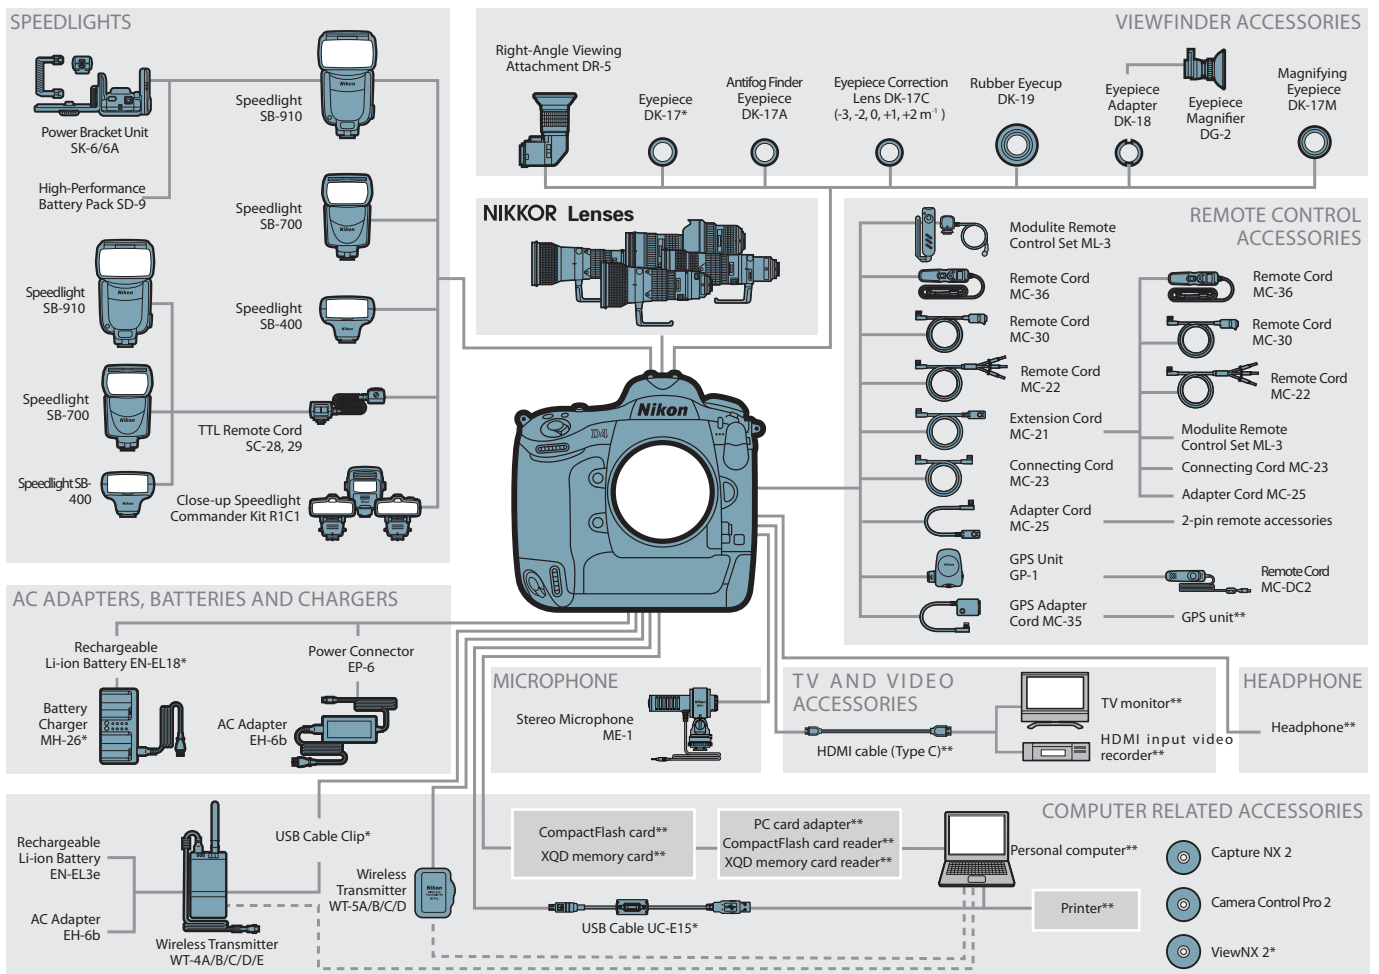 SPEEDLIGHTS
Power Bracket Unit
SK-6/6A
High-Performance
Battery Pack SD-9
Speedlight
SB-910
Speedlight
SB-700
Speedlight
SB-400
Speedlight
SB-910
Speedlight
SB-700
Speedlight SB-
400
TTL Remote Cord
SC-28, 29
Close-up Speedlight
Commander Kit R1C1
VIEWFINDER ACCESSORIES
Right-Angle Viewing
Attachment DR-5
Eyepiece
DK-17*
Antifog Finder
Eyepiece
DK-17A
Eyepiece Correction
Lens DK-17C
(-3, -2, 0, +1, +2 m⁻¹ )
Rubber Eyecup
DK-19
Eyepiece
Adapter
DK-18
Eyepiece
Magnifier
DG-2
Magnifying
Eyepiece
DK-17M
NIKKOR Lenses
Nikon
D4
REMOTE CONTROL
ACCESSORIES
Modulite Remote
Control Set ML-3
Remote Cord
MC-36
Remote Cord
MC-30
Remote Cord
MC-22
Extension Cord
MC-21
Connecting Cord
MC-23
Adapter Cord
MC-25
GPS Unit
GP-1
GPS Adapter
Cord MC-35
Remote Cord
MC-36
Remote Cord
MC-30
Remote Cord
MC-22
Modulite Remote
Control Set ML-3
Connecting Cord MC-23
Adapter Cord MC-25
2-pin remote accessories
Remote Cord
MC-DC2
GPS unit**
AC ADAPTERS, BATTERIES AND CHARGERS
Rechargeable
Li-ion Battery EN-EL18*
Battery
Charger
MH-26*
Power Connector
EP-6
AC Adapter
EH-6b
MICROPHONE
Stereo Microphone
ME-1
TV AND VIDEO
ACCESSORIES
HDMI cable (Type C)**
TV monitor**
HDMI input video
recorder**
HEADPHONE
Headphone**
COMPUTER RELATED ACCESSORIES
Rechargeable
Li-ion Battery
EN-EL3e
AC Adapter
EH-6b
Wireless Transmitter
WT-4A/B/C/D/E
USB Cable Clip*
Wireless
Transmitter
WT-5A/B/C/D
CompactFlash card**
XQD memory card**
PC card adapter**
CompactFlash card reader**
XQD memory card reader**
USB Cable UC-E15*
Personal computer**
Printer**
Capture NX 2
Camera Control Pro 2
ViewNX 2*